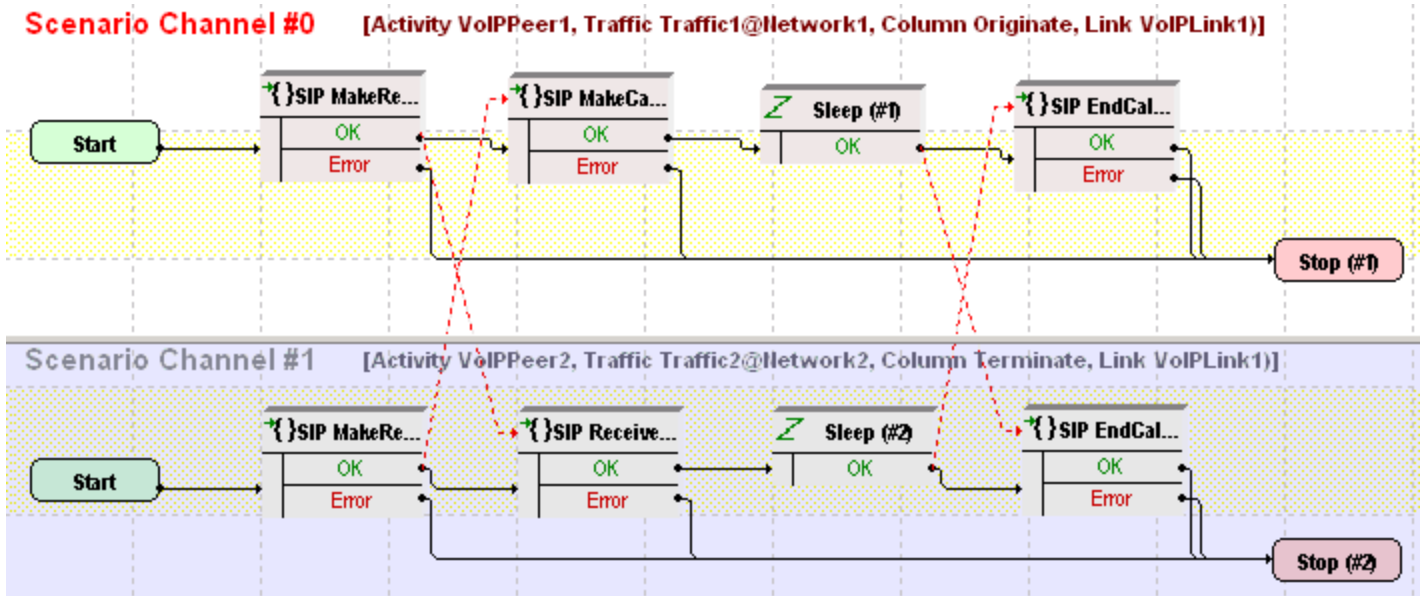 Scenario Channel #0 [Activity VoIPPeer1, Traffic Traffic1@Network1, Column Originate, Link VoIPLink1)]
{ }SIP MakeRe... { }SIP MakeCa... Sleep (#1) { }SIP EndCal...
Start OK OK OK OK
Error Error Error
Stop (#1)
Scenario Channel #1 [Activity VoIPPeer2, Traffic Traffic2@Network2, Column Terminate, Link VoIPLink1)]
{ }SIP MakeRe... { }SIP Receive... Sleep (#2) { }SIP EndCal...
Start OK OK OK OK
Error Error Error
Stop (#2)